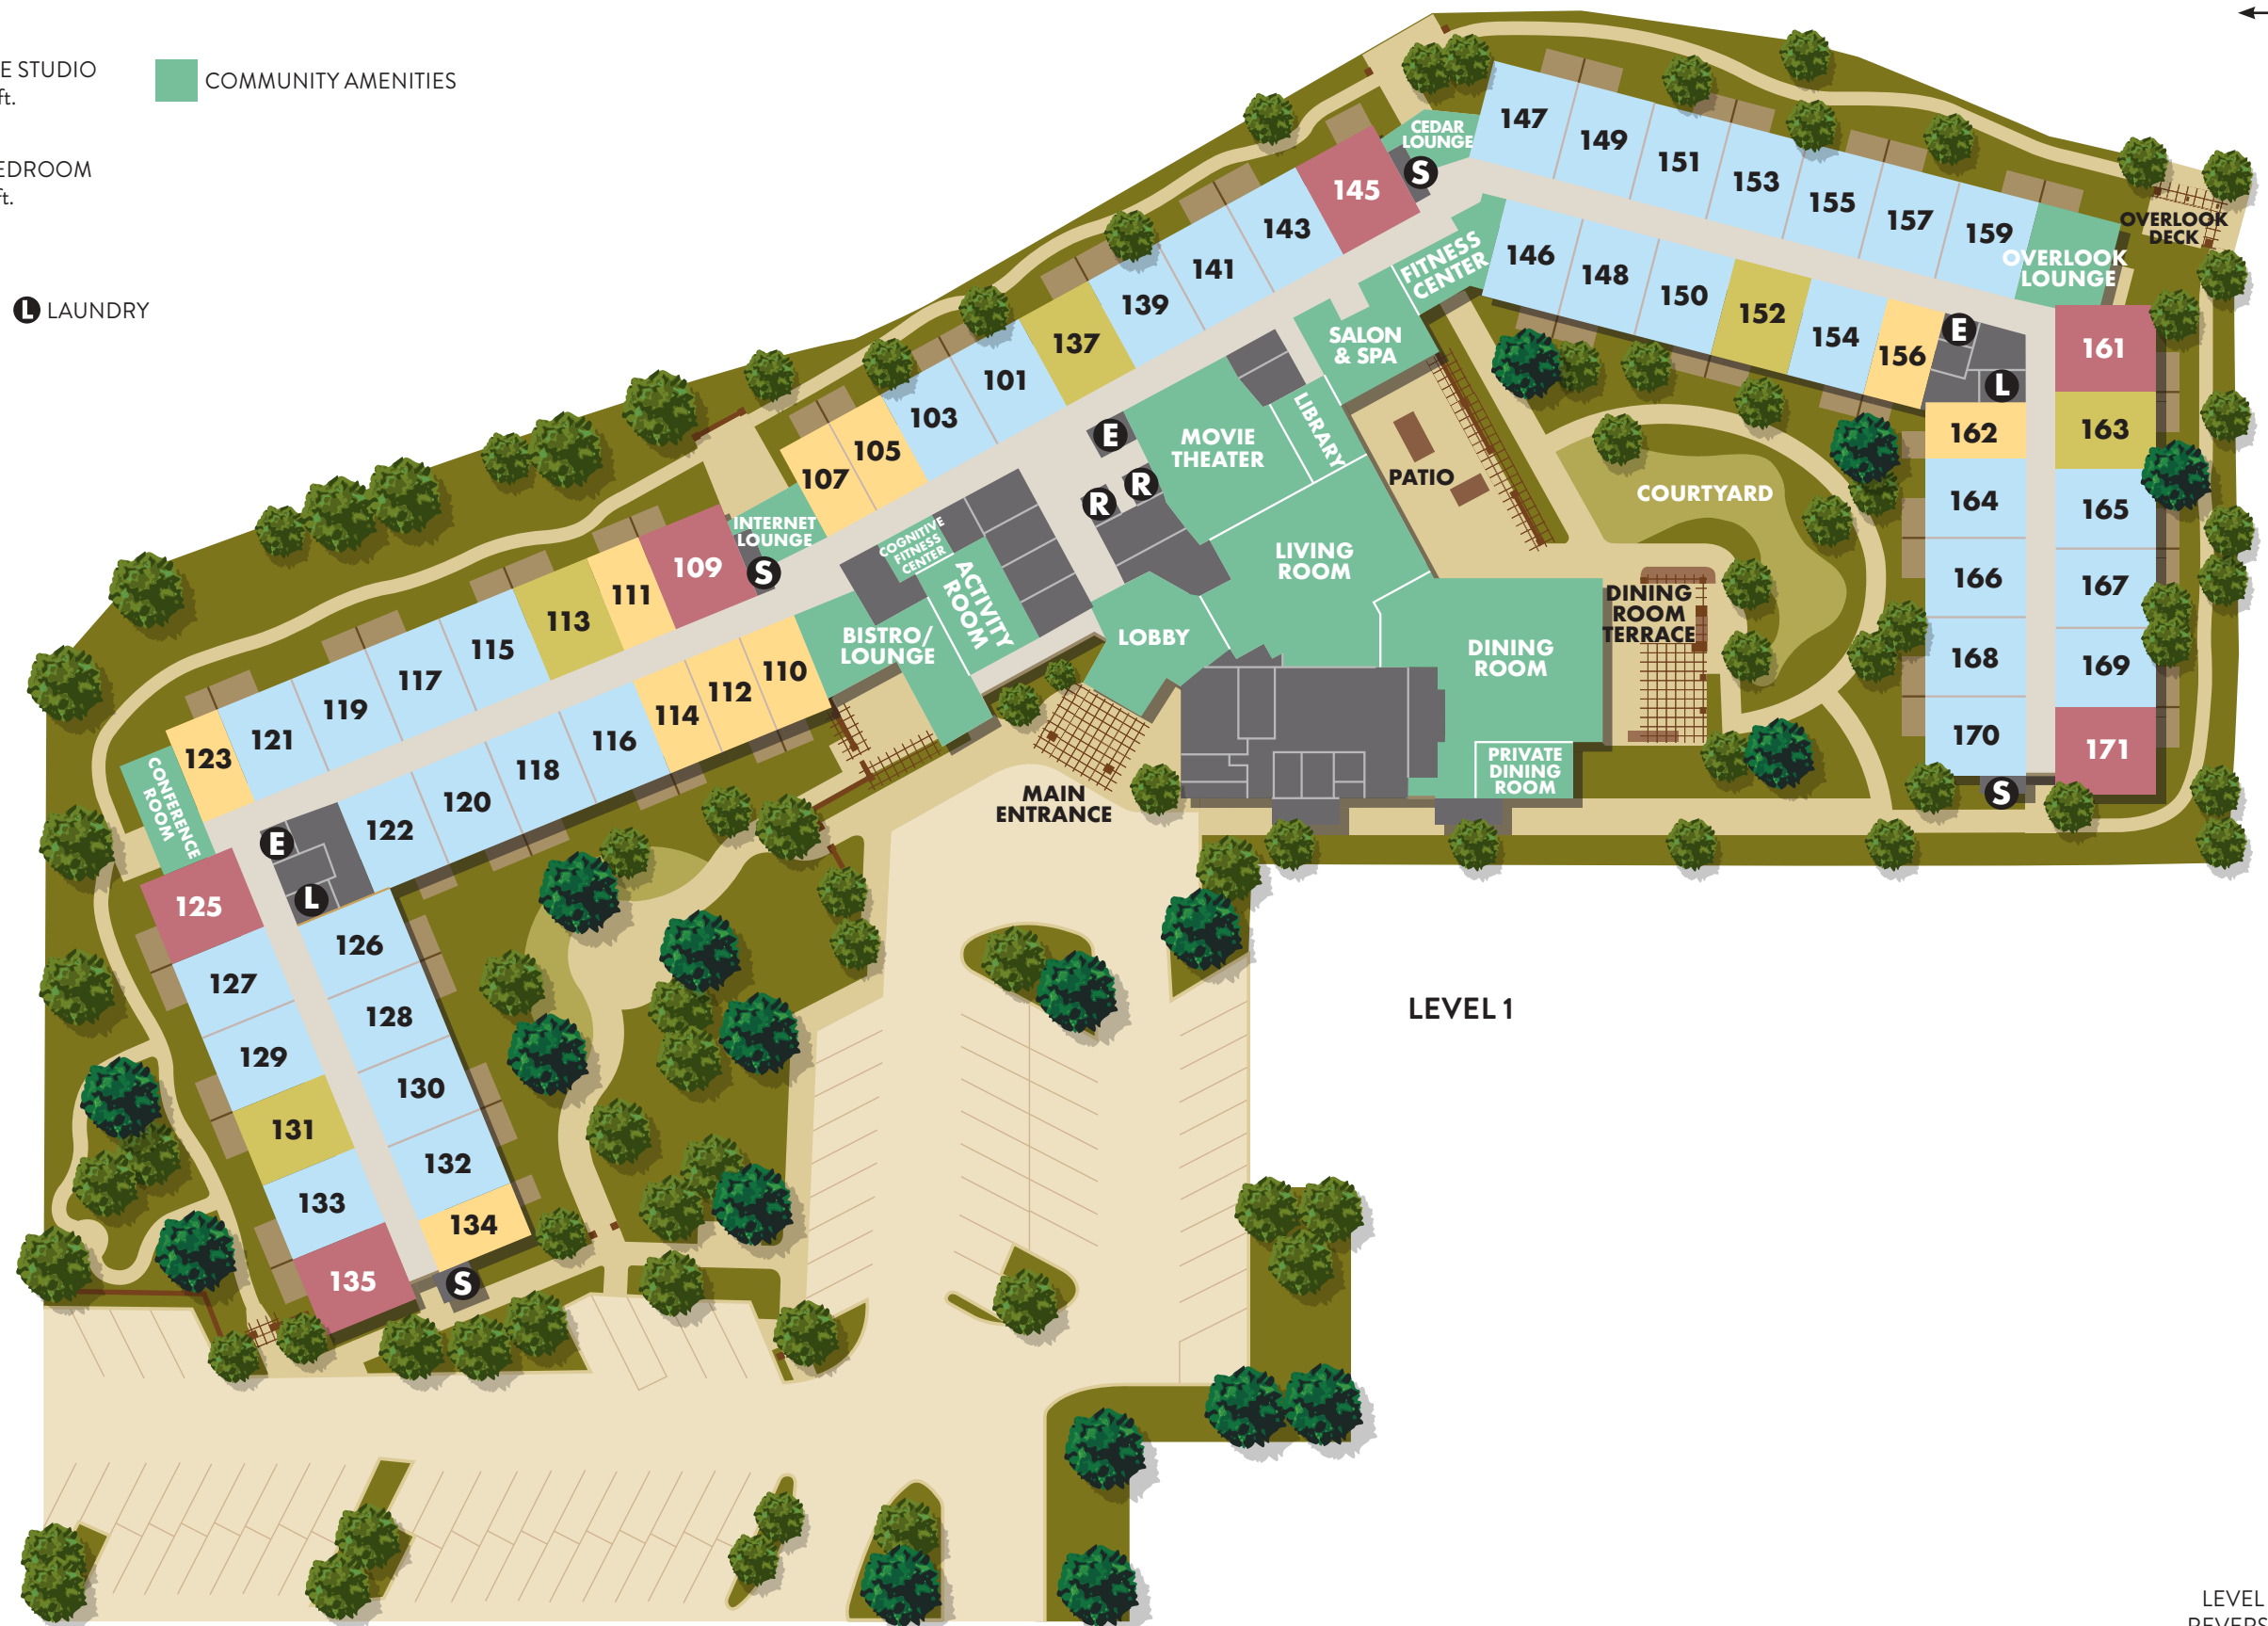 E STUDIO
ft.
COMMUNITY AMENITIES
EDROOM
ft.
L LAUNDRY
147
149
151
153
155
157
159
CEDAR
LOUNGE
S
145
143
141
139
137
101
103
105
107
146
148
150
152
154
156
E
L
OVERLOOK
LOUNGE
OVERLOOK
DECK
161
163
165
167
169
171
162
164
166
168
170
S
FITNESS
CENTER
SALON
& SPA
LIBRARY
MOVIE
THEATER
E
R
R
PATIO
COURTYARD
LIVING
ROOM
DINING
ROOM
TERRACE
DINING
ROOM
PRIVATE
DINING
ROOM
LOBBY
MAIN
ENTRANCE
INTERNET
LOUNGE
S
COGNITIVE
FITNESS
CENTER
ACTIVITY
ROOM
BISTRO/
LOUNGE
109
111
113
115
117
119
121
123
110
112
114
116
118
120
122
CONFERENCE
ROOM
E
L
125
127
129
131
133
135
126
128
130
132
134
S
LEVEL 1
LEVEL